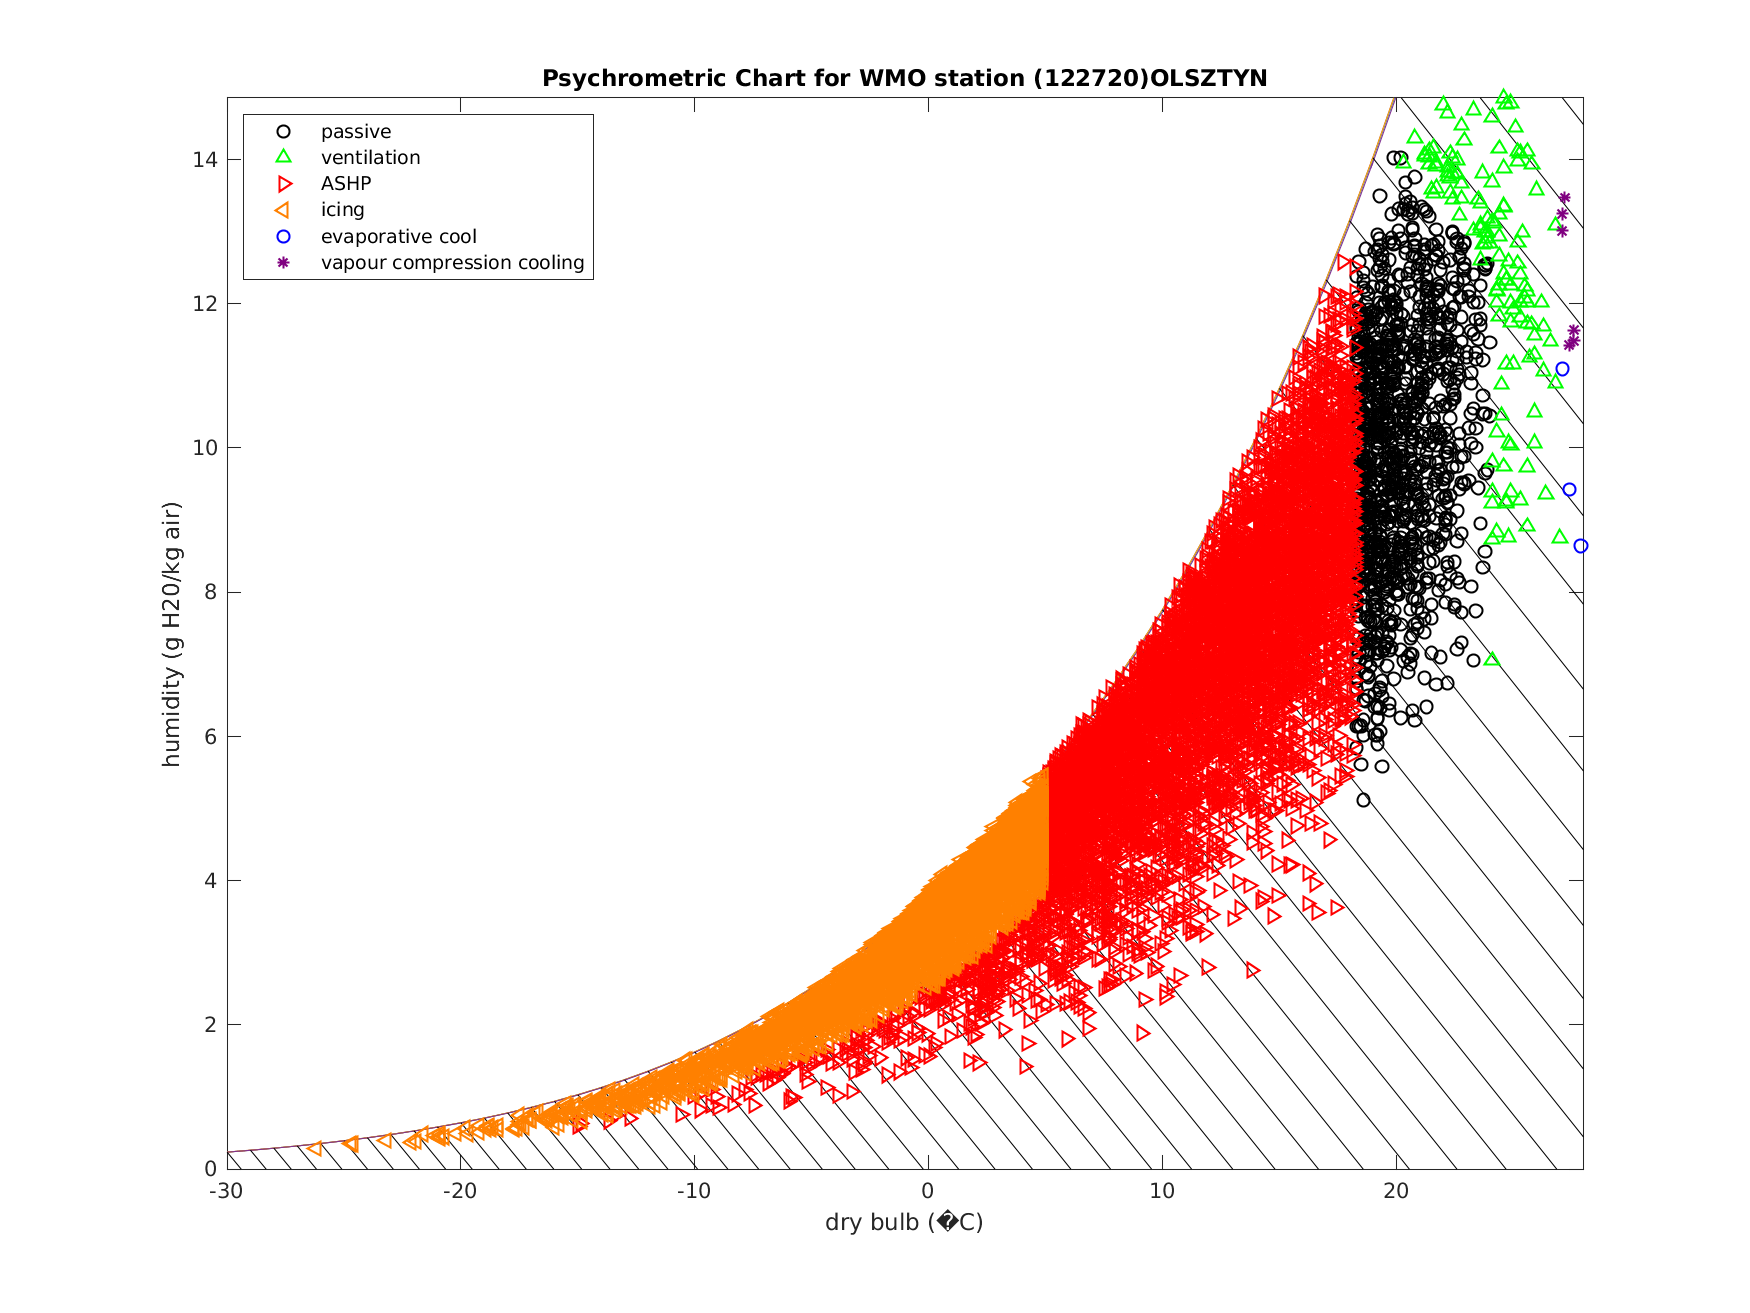 Psychrometric Chart for WMO station (122720)OLSZTYN
passive
ventilation
ASHP
icing
evaporative cool
vapour compression cooling
14
12
10
8
6
4
2
0
humidity (g H20/kg air)
-30
-20
-10
0
10
20
dry bulb (�C)